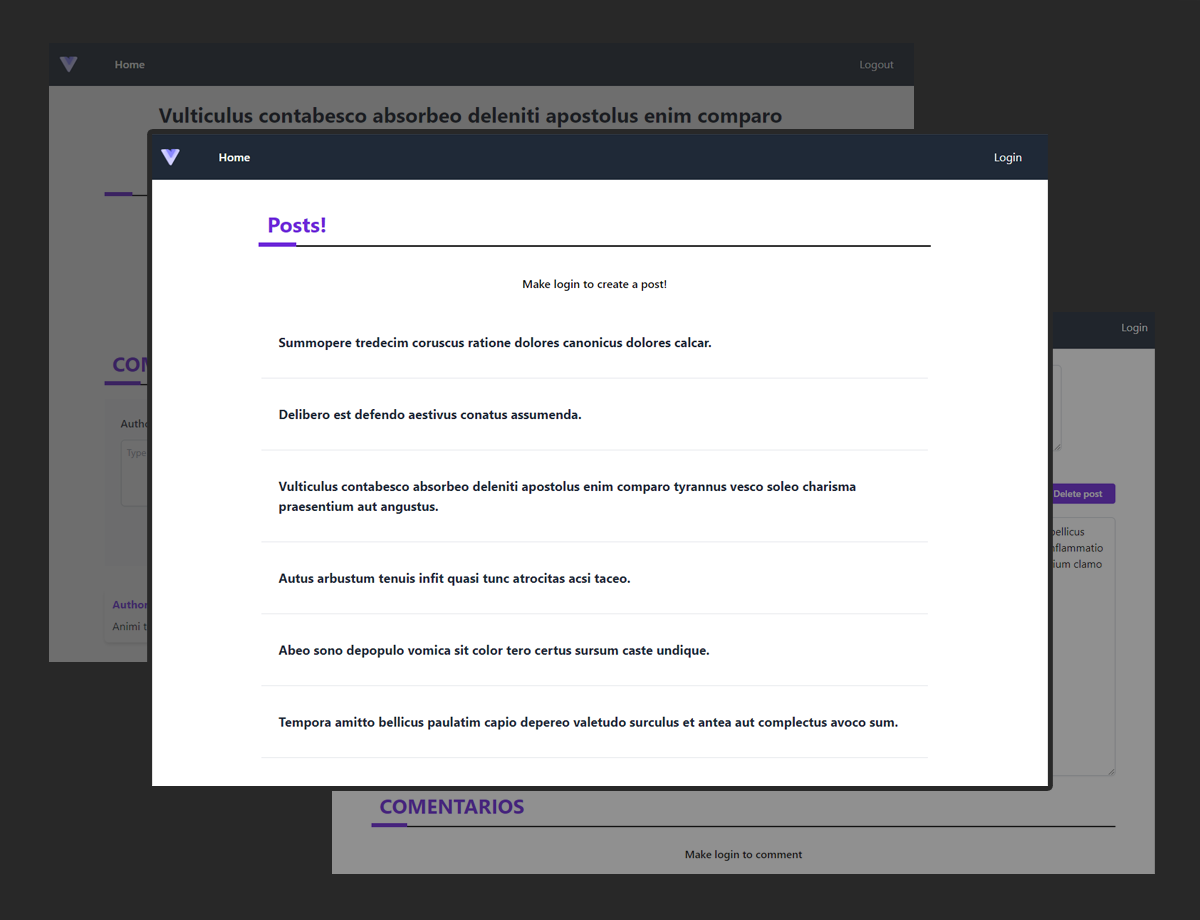 Home
Logout
Vulticulus contabesco absorbeo deleniti apostolus enim comparo
Home
Login
Posts!
Make login to create a post!
Summopere tredecim coruscus ratione dolores canonicus dolores calcar.
Delibero est defendo aestivus conatus assumenda.
Vulticulus contabesco absorbeo deleniti apostolus enim comparo tyrannus vesco soleo charisma
praesentium aut angustus.
Autus arbustum tenuis infit quasi tunc atrocitas acsi taceo.
Abeo sono depopulo vomica sit color tero certus sursum caste undique.
Tempora amitto bellicus paulatim capio depereo valetudo surculus et antea aut complectus avoco sum.
COM
Autho
Type
Author
Animi t
Login
Delete post
bellicus
nflammatio
ium clamo
COMENTARIOS
Make login to comment